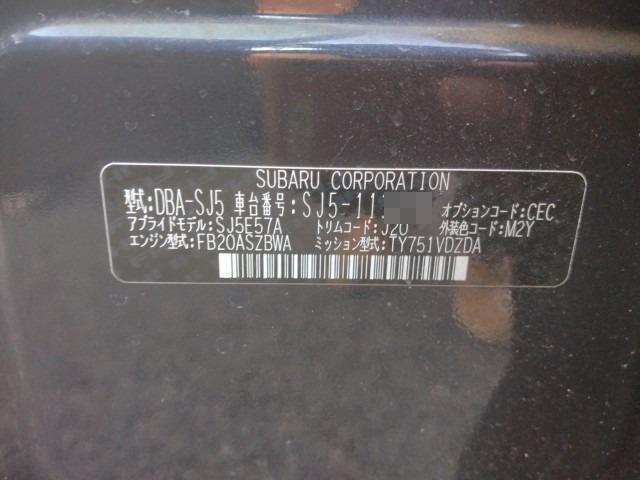 SUBARU CORPORATION
型式:DBA-SJ5 車台番号:SJ5-11 オプションコード:CEC
アプライドモデル:SJ5E57A トリムコード:J20 外装色コード:M2Y
エンジン型式:FB20ASZBWA ミッション型式:TY751VDZDA